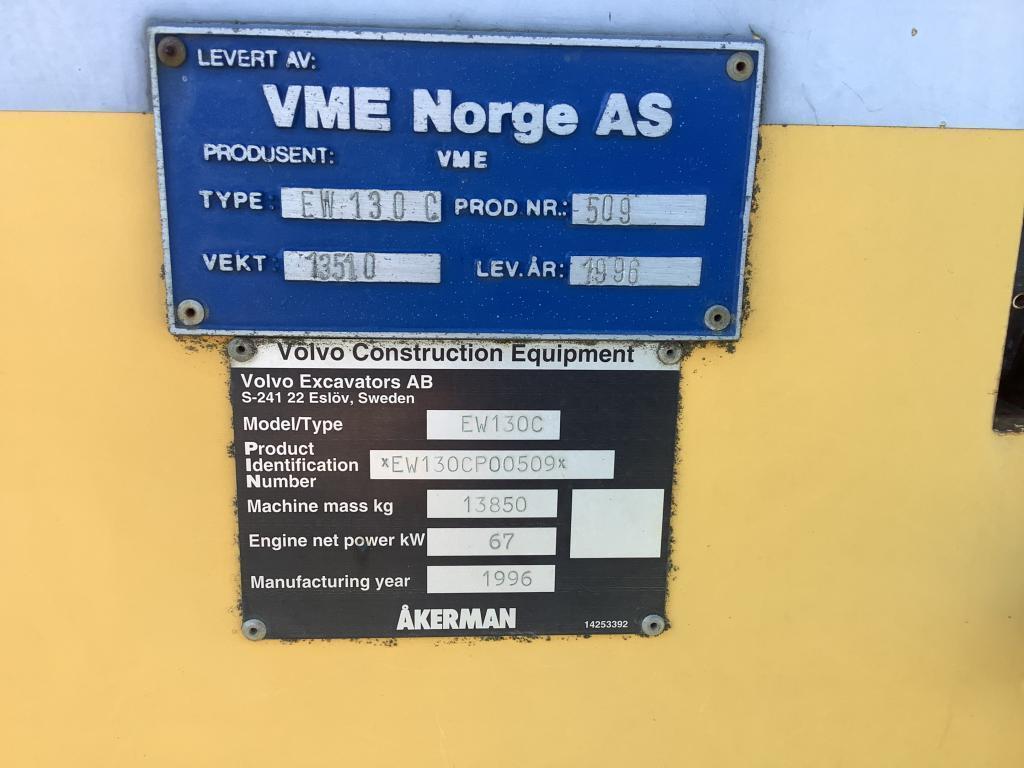 LEVERT AV:
VME Norge AS
PRODUSENT: VME
TYPE: EW 130 C PROD.NR.: 509
VEKT: 13510 LEV.ÅR: 1996
Volvo Construction Equipment
Volvo Excavators AB
S-241 22 Eslöv, Sweden
Model/Type EW130C
Product
Identification *EW130CP00509*
Number
Machine mass kg 13850
Engine net power kW 67
Manufacturing year 1996
ÅKERMAN 14253392